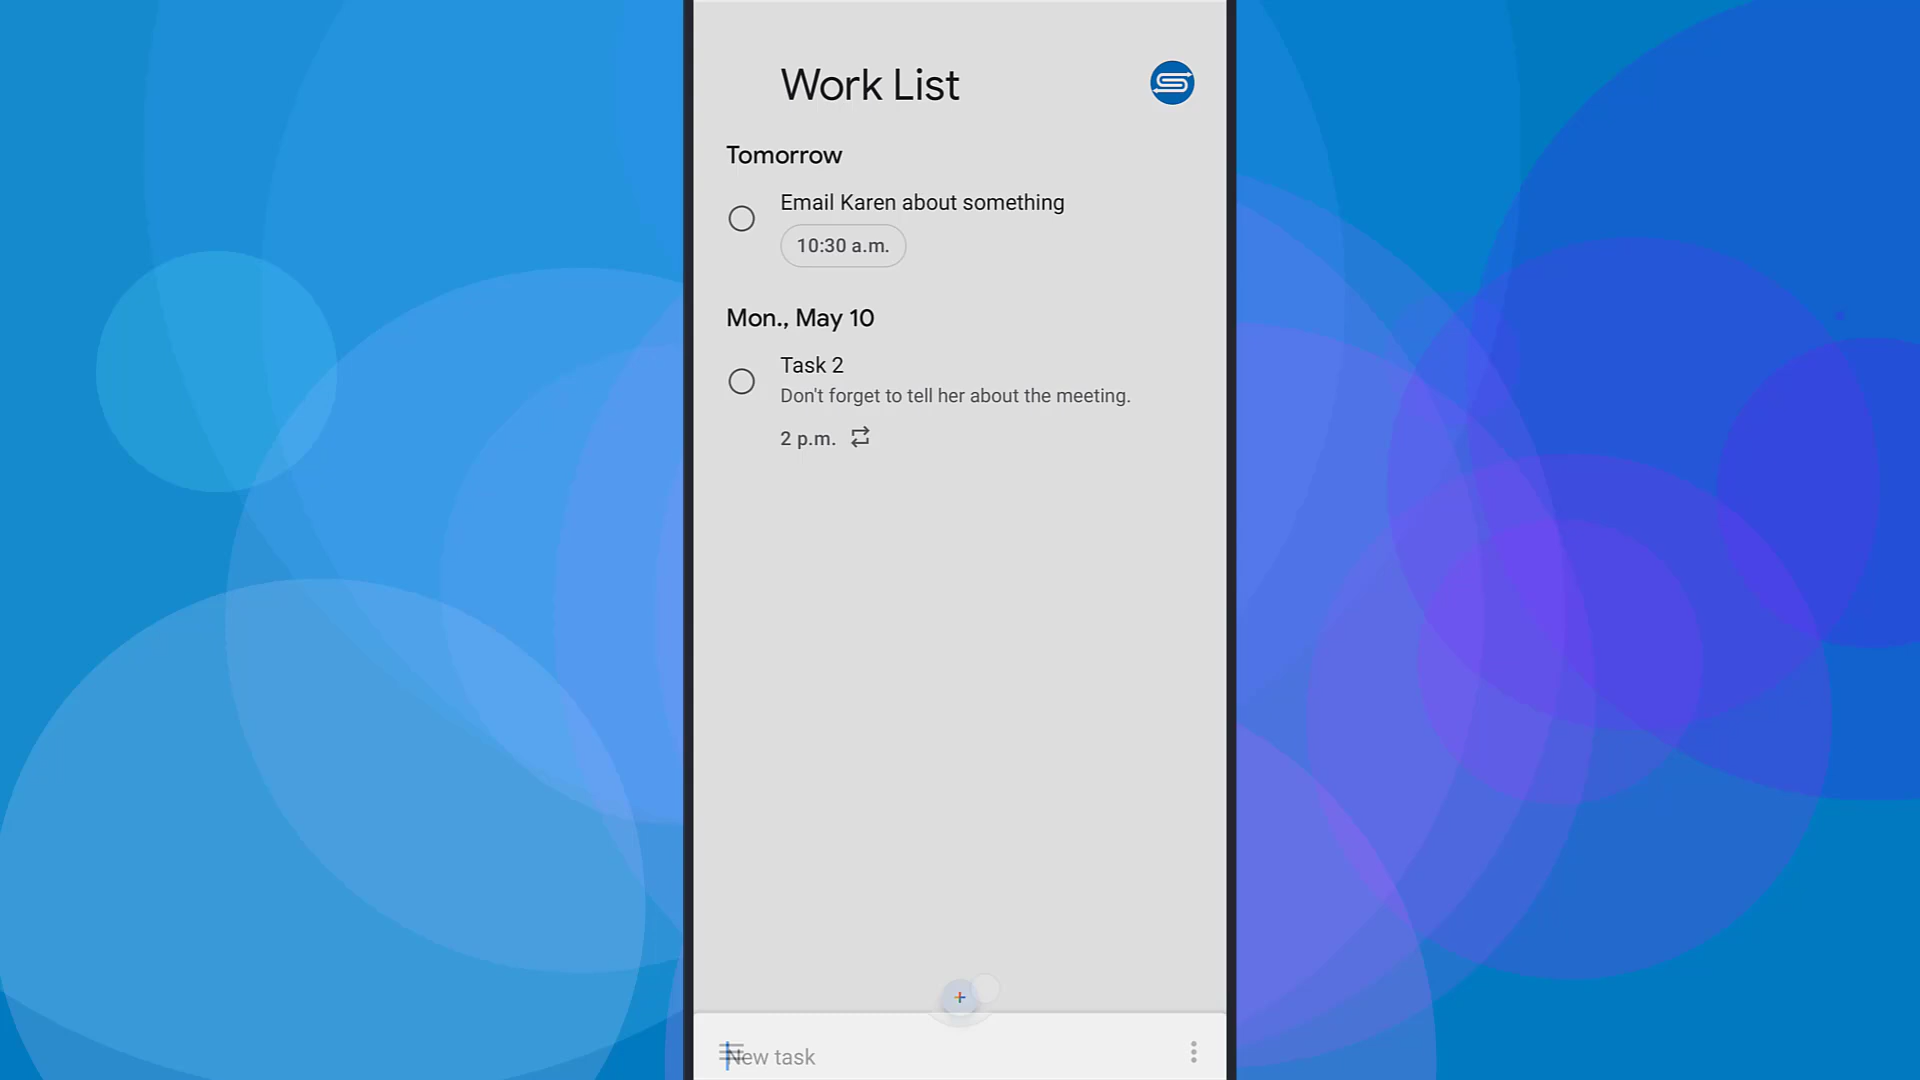 Work List
Tomorrow
Email Karen about something
10:30 a.m.
Mon., May 10
Task 2
Don't forget to tell her about the meeting.
2 p.m.
New task